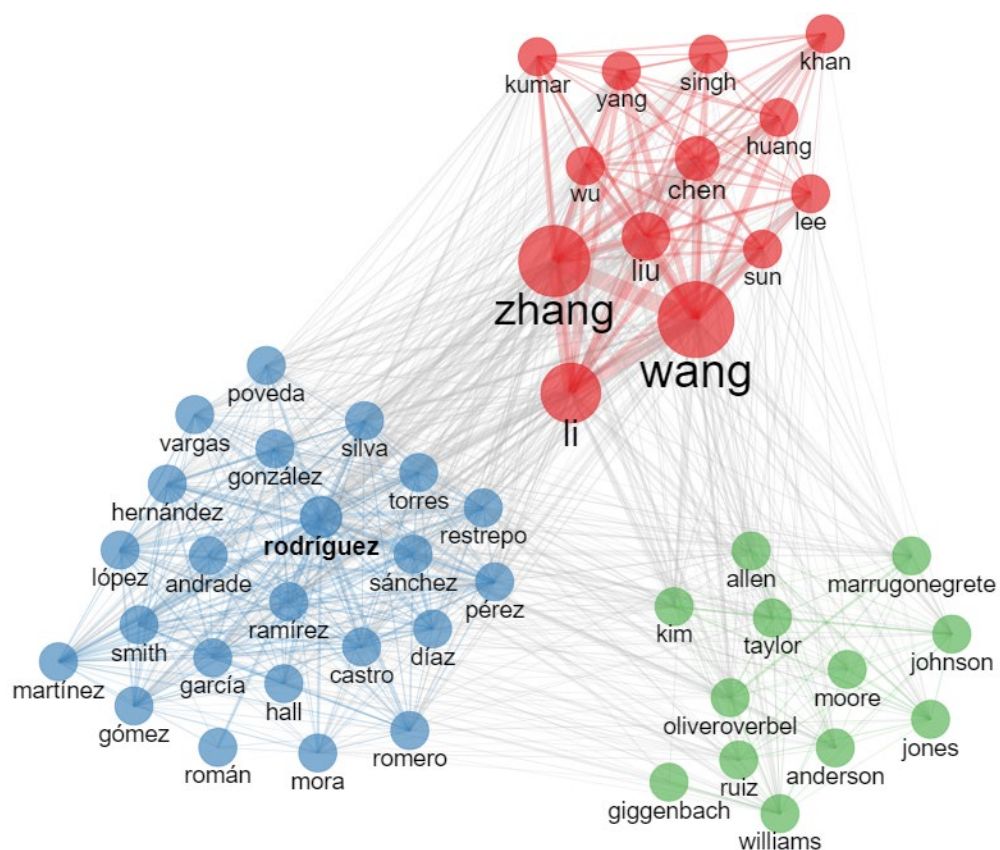 kumar
yang
singh
khan
huang
wu
chen
lee
liu
sun
zhang
wang
li
poveda
vargas
silva
gonzález
hernández
torres
restrepo
rodríguez
lópez
andrade
sánchez
pérez
smith
ramírez
díaz
martínez
garcía
castro
hall
gómez
román
mora
romero
allen
marrugonegrete
kim
taylor
johnson
moore
oliveroverbel
jones
ruiz
anderson
giggenbach
williams